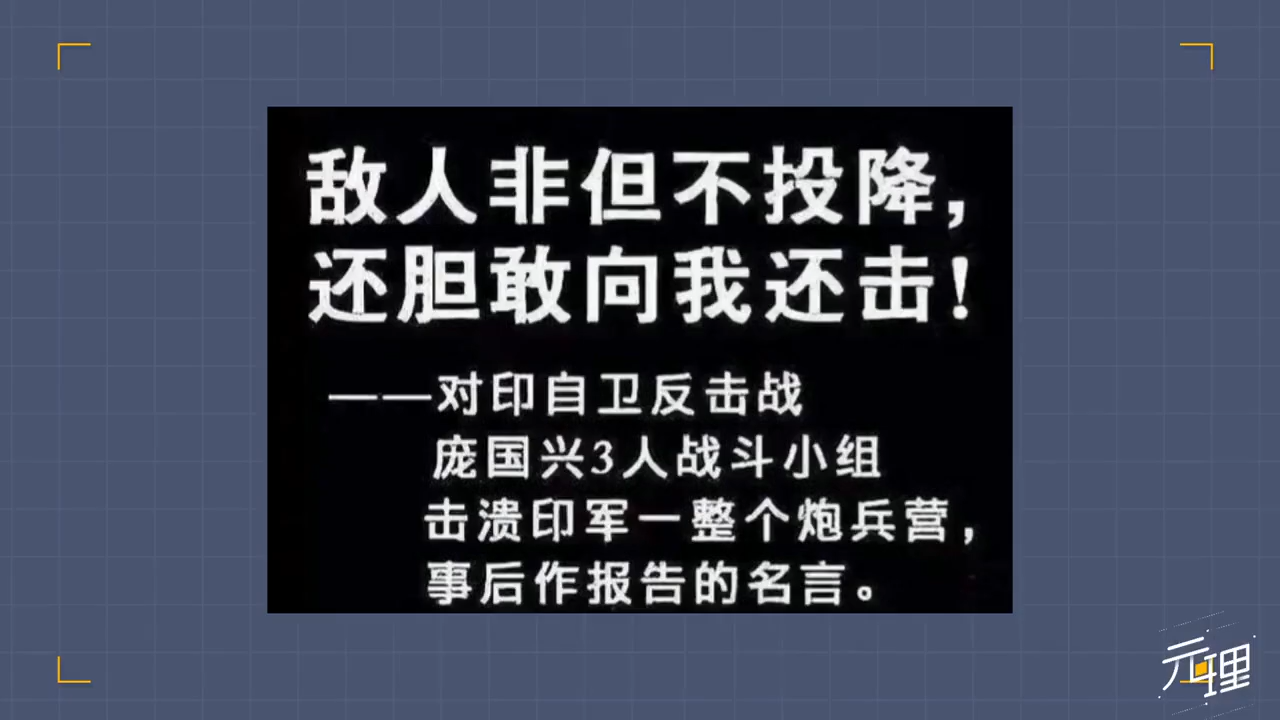 敌人非但不投降，
还胆敢向我还击！
——对印自卫反击战
庞国兴3人战斗小组
击溃印军一整个炮兵营，
事后作报告的名言。
元理